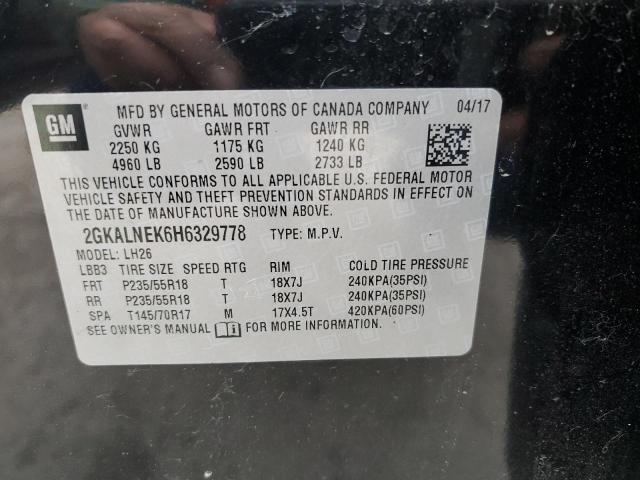 GM
MFD BY GENERAL MOTORS OF CANADA COMPANY 04/17
GVWR GAWR FRT GAWR RR
2250 KG 1175 KG 1240 KG
4960 LB 2590 LB 2733 LB
THIS VEHICLE CONFORMS TO ALL APPLICABLE U.S. FEDERAL MOTOR
VEHICLE SAFETY AND THEFT PREVENTION STANDARDS IN EFFECT ON
THE DATE OF MANUFACTURE SHOWN ABOVE.
2GKALNEK6H6329778 TYPE: M.P.V.
MODEL: LH26
LBB3 TIRE SIZE SPEED RTG RIM COLD TIRE PRESSURE
FRT P235/55R18 T 18X7J 240KPA(35PSI)
RR P235/55R18 T 18X7J 240KPA(35PSI)
SPA T145/70R17 M 17X4.5T 420KPA(60PSI)
SEE OWNER'S MANUAL FOR MORE INFORMATION.